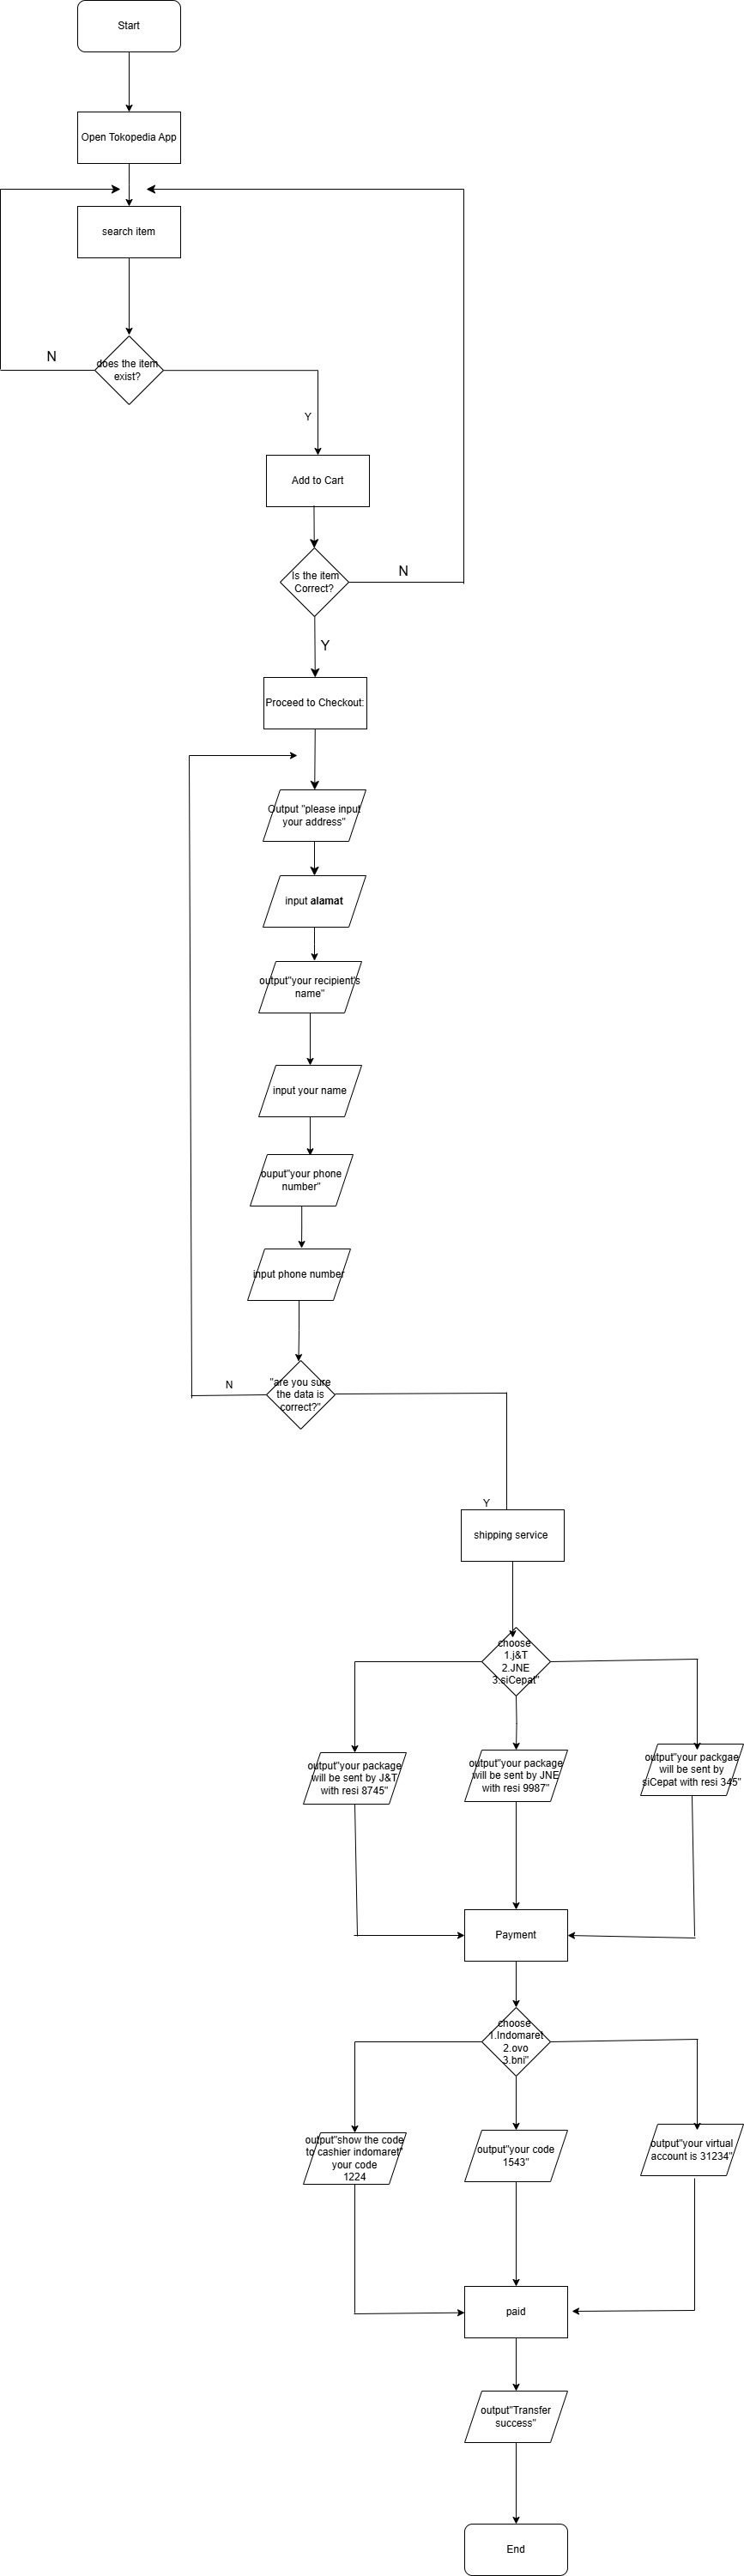 Start
Open Tokopedia App
search item
N
does the item
exist?
Y
Add to Cart
Is the item
Correct?
N
Y
Proceed to Checkout:
Output "please input
your address"
input alamat
output"your recipient's
name"
input your name
ouput"your phone
number"
input phone number
"are you sure
the data is
correct?"
N
Y
shipping service
choose
1.j&T
2.JNE
3.siCepat"
output"your package
will be sent by J&T
with resi 8745"
output"your package
will be sent by JNE
with resi 9987"
output"your packgae
will be sent by
siCepat with resi 345"
Payment
choose
1.Indomaret
2.ovo
3.bni"
output"show the code
to cashier indomaret"
your code
1224
output"your code
1543"
output"your virtual
account is 31234"
paid
output"Transfer
success"
End